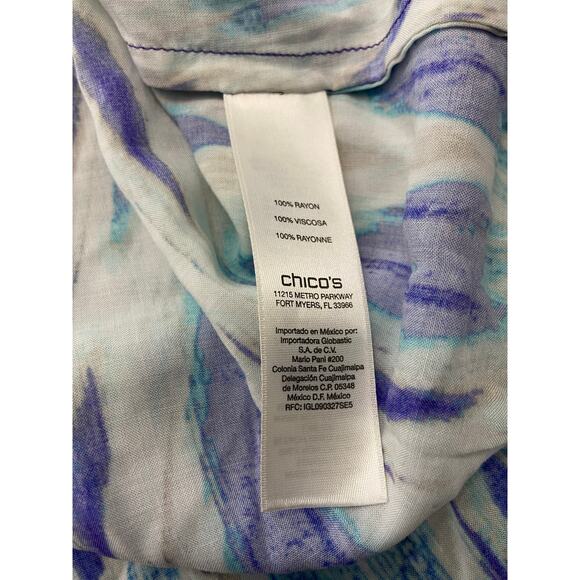 100% RAYON
100% VISCOSA
100% RAYONNE
chico's
11215 METRO PARKWAY
FORT MYERS, FL 33966
Importado en México por:
Importadora Globastic
S.A. de C.V.
Mario Pani #200
Colonia Santa Fe Cuajimalpa
Delegación Cuajimalpa
de Morelos C.P. 05348
México D.F. México
RFC: IGL090327SE5